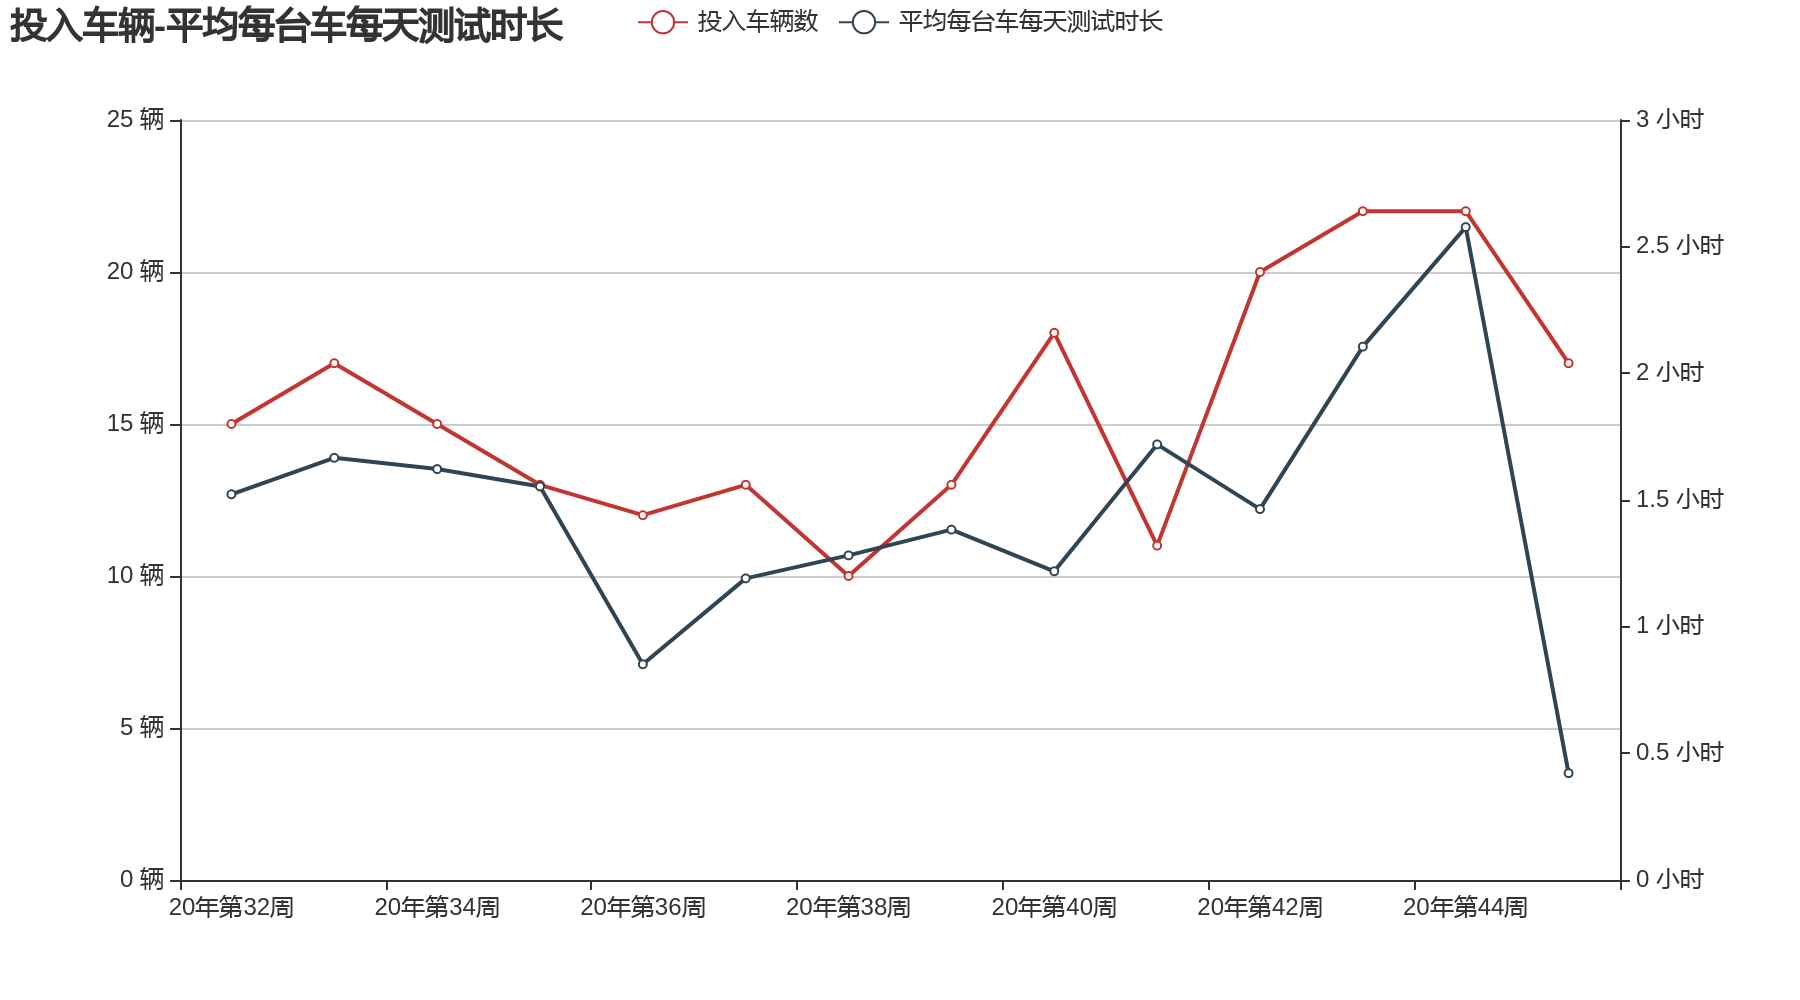 投入车辆-平均每台车每天测试时长
投入车辆数 平均每台车每天测试时长
25 辆
20 辆
15 辆
10 辆
5 辆
0 辆
3 小时
2.5 小时
2 小时
1.5 小时
1 小时
0.5 小时
0 小时
20年第32周 20年第34周 20年第36周 20年第38周 20年第40周 20年第42周 20年第44周